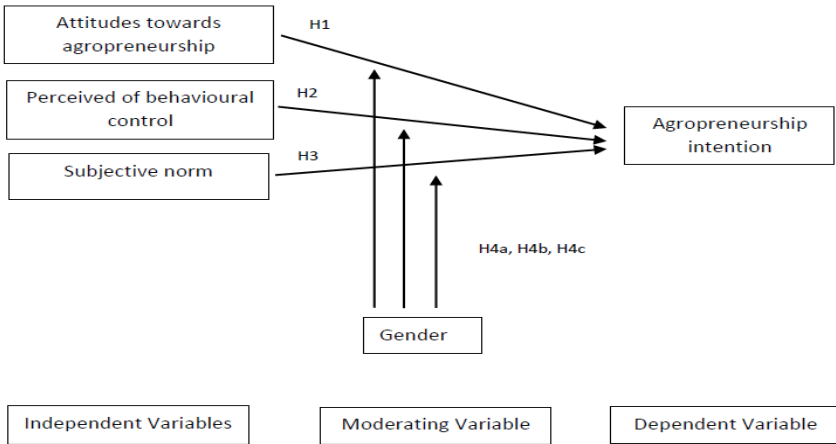 Attitudes towards
agropreneurship
H1
Perceived of behavioural
control
H2
Agropreneurship
intention
H3
Subjective norm
H4a, H4b, H4c
Gender
Independent Variables
Moderating Variable
Dependent Variable